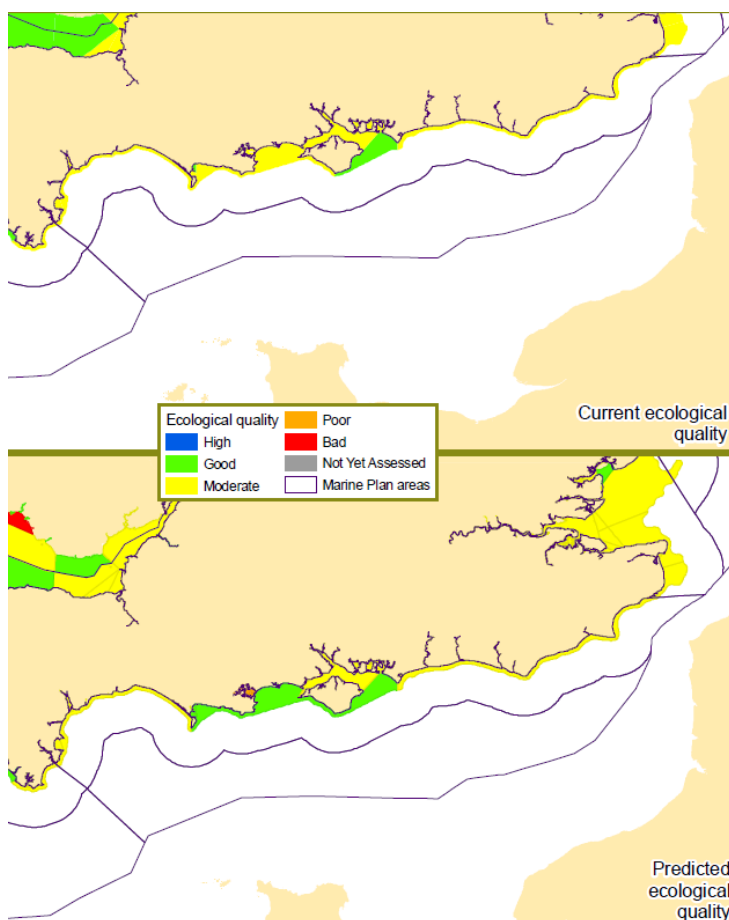 Current ecological
quality
Ecological quality
High
Good
Moderate
Poor
Bad
Not Yet Assessed
Marine Plan areas
Predicted
ecological
quality